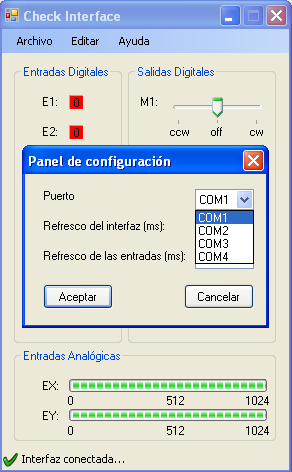 Check Interface
Archivo Editar Ayuda
Entradas Digitales Salidas Digitales
E1: 0 M1:
E2: 0 ccw off cw
Panel de configuración
Puerto COM1
COM1
Refresco del interfaz (ms): COM2
COM3
Refresco de las entradas (ms): COM4
Aceptar Cancelar
Entradas Analógicas
EX:
0 512 1024
EY:
0 512 1024
Interfaz conectada...